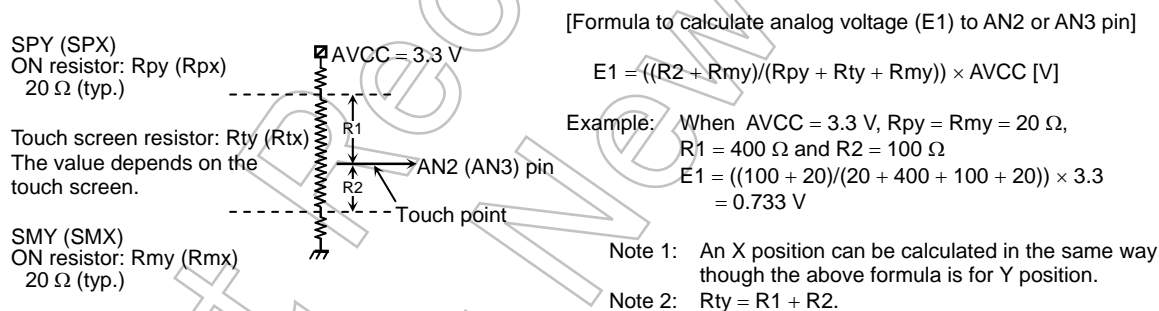 SPY (SPX)
ON resistor: Rpy (Rpx)
20 Ω (typ.)
Touch screen resistor: Rty (Rtx)
The value depends on the
touch screen.
SMY (SMX)
ON resistor: Rmy (Rmx)
20 Ω (typ.)
AVCC = 3.3 V
R1
AN2 (AN3) pin
R2
Touch point
[Formula to calculate analog voltage (E1) to AN2 or AN3 pin]
E1 = ((R2 + Rmy)/(Rpy + Rty + Rmy)) × AVCC [V]
Example: When AVCC = 3.3 V, Rpy = Rmy = 20 Ω,
R1 = 400 Ω and R2 = 100 Ω
E1 = ((100 + 20)/(20 + 400 + 100 + 20)) × 3.3
= 0.733 V
Note 1: An X position can be calculated in the same way
though the above formula is for Y position.
Note 2: Rty = R1 + R2.